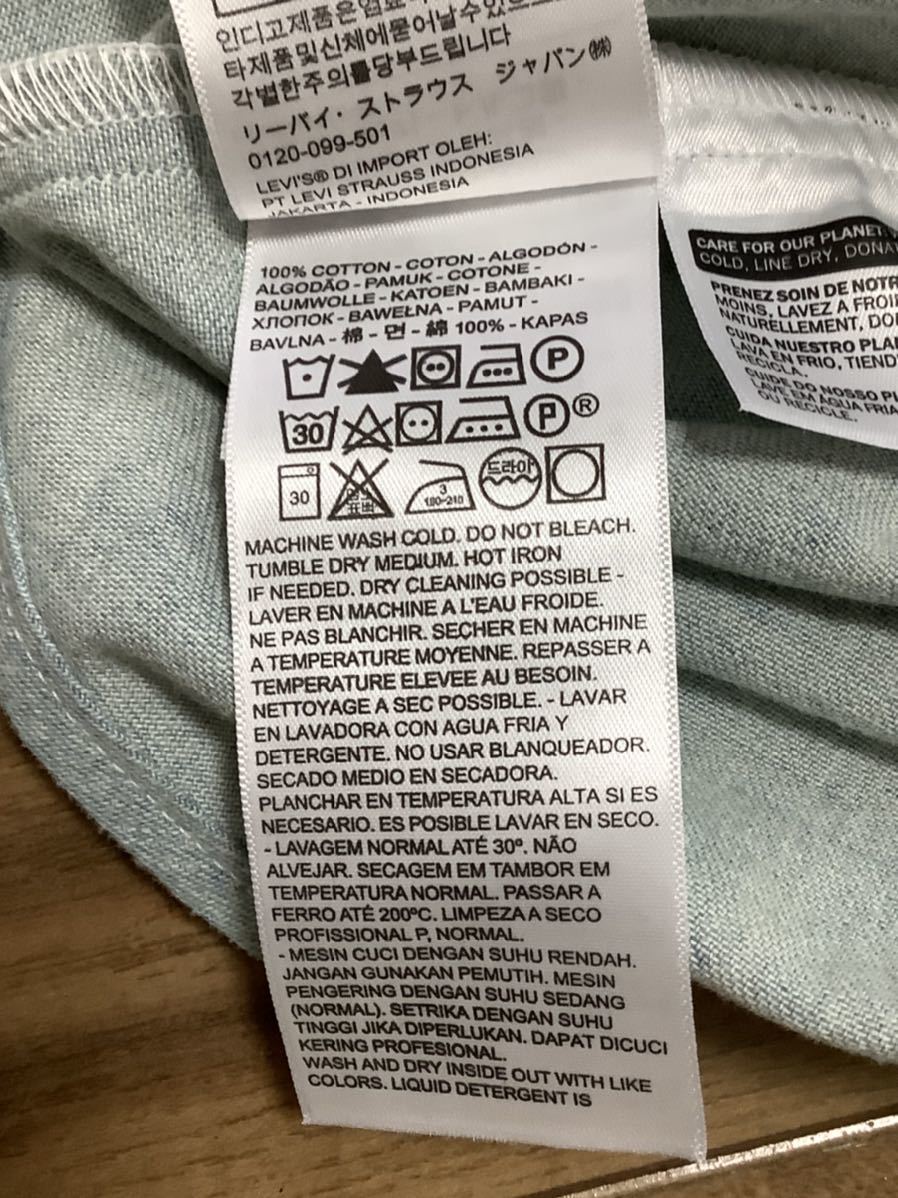 인디고제품은염료
타제품및신체에묻어날수있
각별한주의를당부드립니다
リーバイ・ストラウス ジャパン㈱
0120-099-501
LEVI'S® DI IMPORT OLEH:
PT LEVI STRAUSS INDONESIA
JAKARTA - INDONESIA
100% COTTON - COTON - ALGODÓN -
ALGODÃO - PAMUK - COTONE -
BAUMWOLLE - KATOEN - BAMBAKI -
ХЛОПОК - BAWEŁNA - PAMUT -
BAVLNA - 棉 - 면 - 綿 100% - KAPAS
P
30 P ®
30 3 180~210 드라이
MACHINE WASH COLD. DO NOT BLEACH.
TUMBLE DRY MEDIUM. HOT IRON
IF NEEDED. DRY CLEANING POSSIBLE -
LAVER EN MACHINE A L'EAU FROIDE.
NE PAS BLANCHIR. SECHER EN MACHINE
A TEMPERATURE MOYENNE. REPASSER A
TEMPERATURE ELEVEE AU BESOIN.
NETTOYAGE A SEC POSSIBLE. - LAVAR
EN LAVADORA CON AGUA FRIA Y
DETERGENTE. NO USAR BLANQUEADOR.
SECADO MEDIO EN SECADORA.
PLANCHAR EN TEMPERATURA ALTA SI ES
NECESARIO. ES POSIBLE LAVAR EN SECO.
- LAVAGEM NORMAL ATÉ 30º. NÃO
ALVEJAR. SECAGEM EM TAMBOR EM
TEMPERATURA NORMAL. PASSAR A
FERRO ATÉ 200ºC. LIMPEZA A SECO
PROFISSIONAL P, NORMAL.
- MESIN CUCI DENGAN SUHU RENDAH.
JANGAN GUNAKAN PEMUTIH. MESIN
PENGERING DENGAN SUHU SEDANG
(NORMAL). SETRIKA DENGAN SUHU
TINGGI JIKA DIPERLUKAN. DAPAT DICUCI
KERING PROFESIONAL.
WASH AND DRY INSIDE OUT WITH LIKE
COLORS. LIQUID DETERGENT IS
CARE FOR OUR PLANET:
COLD, LINE DRY, DONA
PRENEZ SOIN DE NOTR
MOINS, LAVEZ A FROI
NATURELLEMENT, DO
CUIDA NUESTRO PLA
LAVA EN FRIO, TIEND
RECICLA.
CUIDE DO NOSSO PL
LAVE EM ÁGUA FRIA
OU RECICLE.